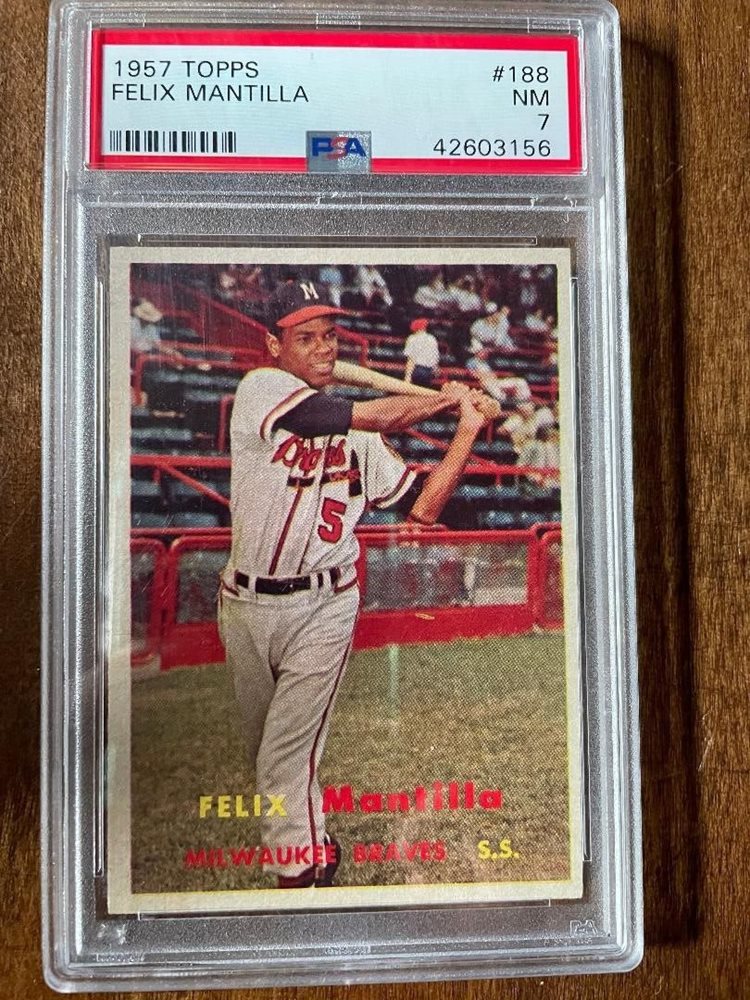 1957 TOPPS #188
FELIX MANTILLA NM
7
PSA 42603156
M
Braves
5
FELIX Mantilla
MILWAUKEE BRAVES S.S.